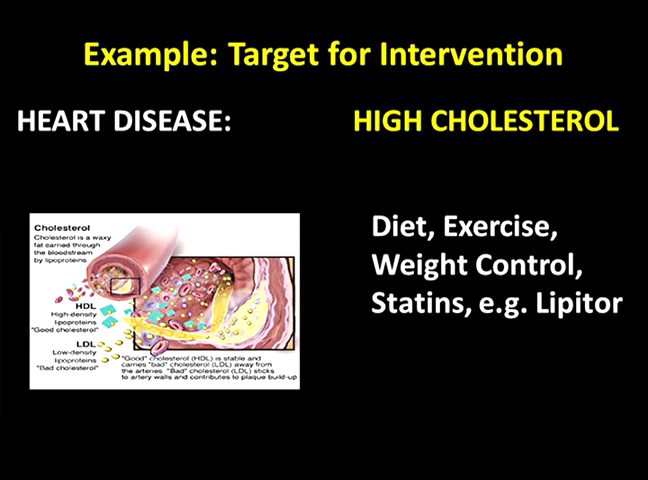 Example: Target for Intervention
HEART DISEASE:
HIGH CHOLESTEROL
Diet, Exercise,
Weight Control,
Statins, e.g. Lipitor
Cholesterol
Cholesterol is a waxy
fat carried through
the bloodstream
by lipoproteins
HDL
High-density
lipoproteins
"Good cholesterol"
LDL
Low-density
lipoproteins
"Bad cholesterol"
"Good" cholesterol (HDL) is stable and
carries "bad" cholesterol (LDL) away from
the arteries. "Bad" cholesterol (LDL) sticks
to artery walls and contributes to plaque build-up